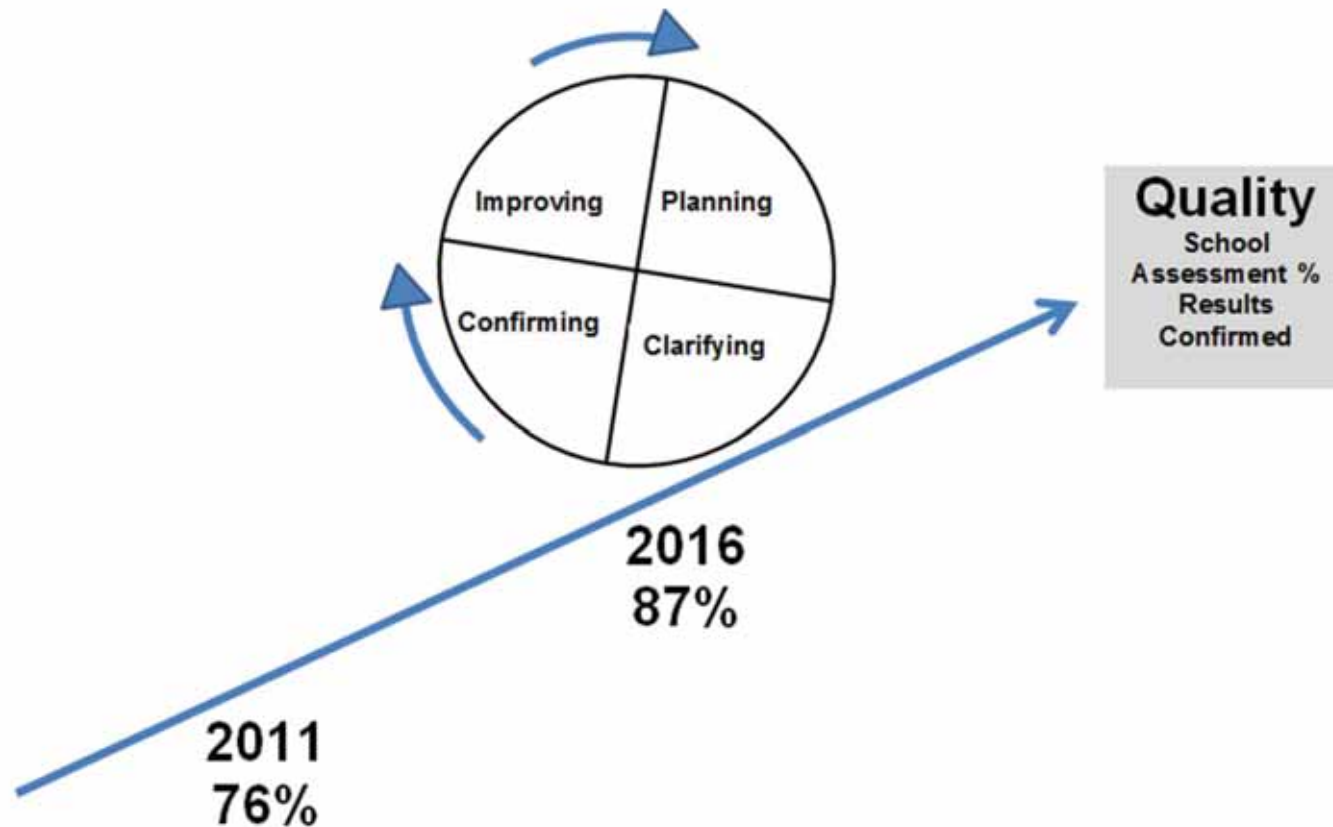 Improving
Planning
Confirming
Clarifying
Quality
School
Assessment %
Results
Confirmed
2016
87%
2011
76%